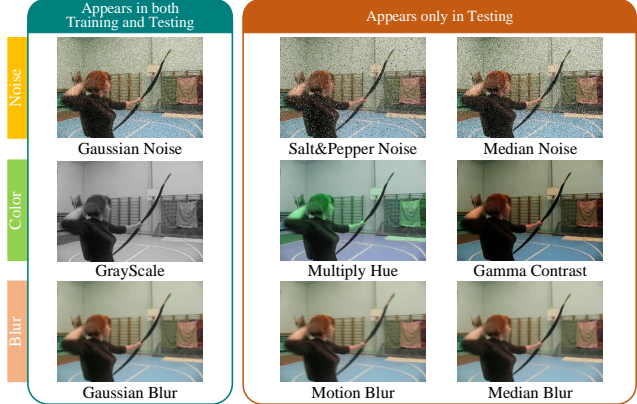 Appears in both
Training and Testing
Appears only in Testing
Noise
Gaussian Noise
Salt&Pepper Noise
Median Noise
Color
GrayScale
Multiply Hue
Gamma Contrast
Blur
Gaussian Blur
Motion Blur
Median Blur